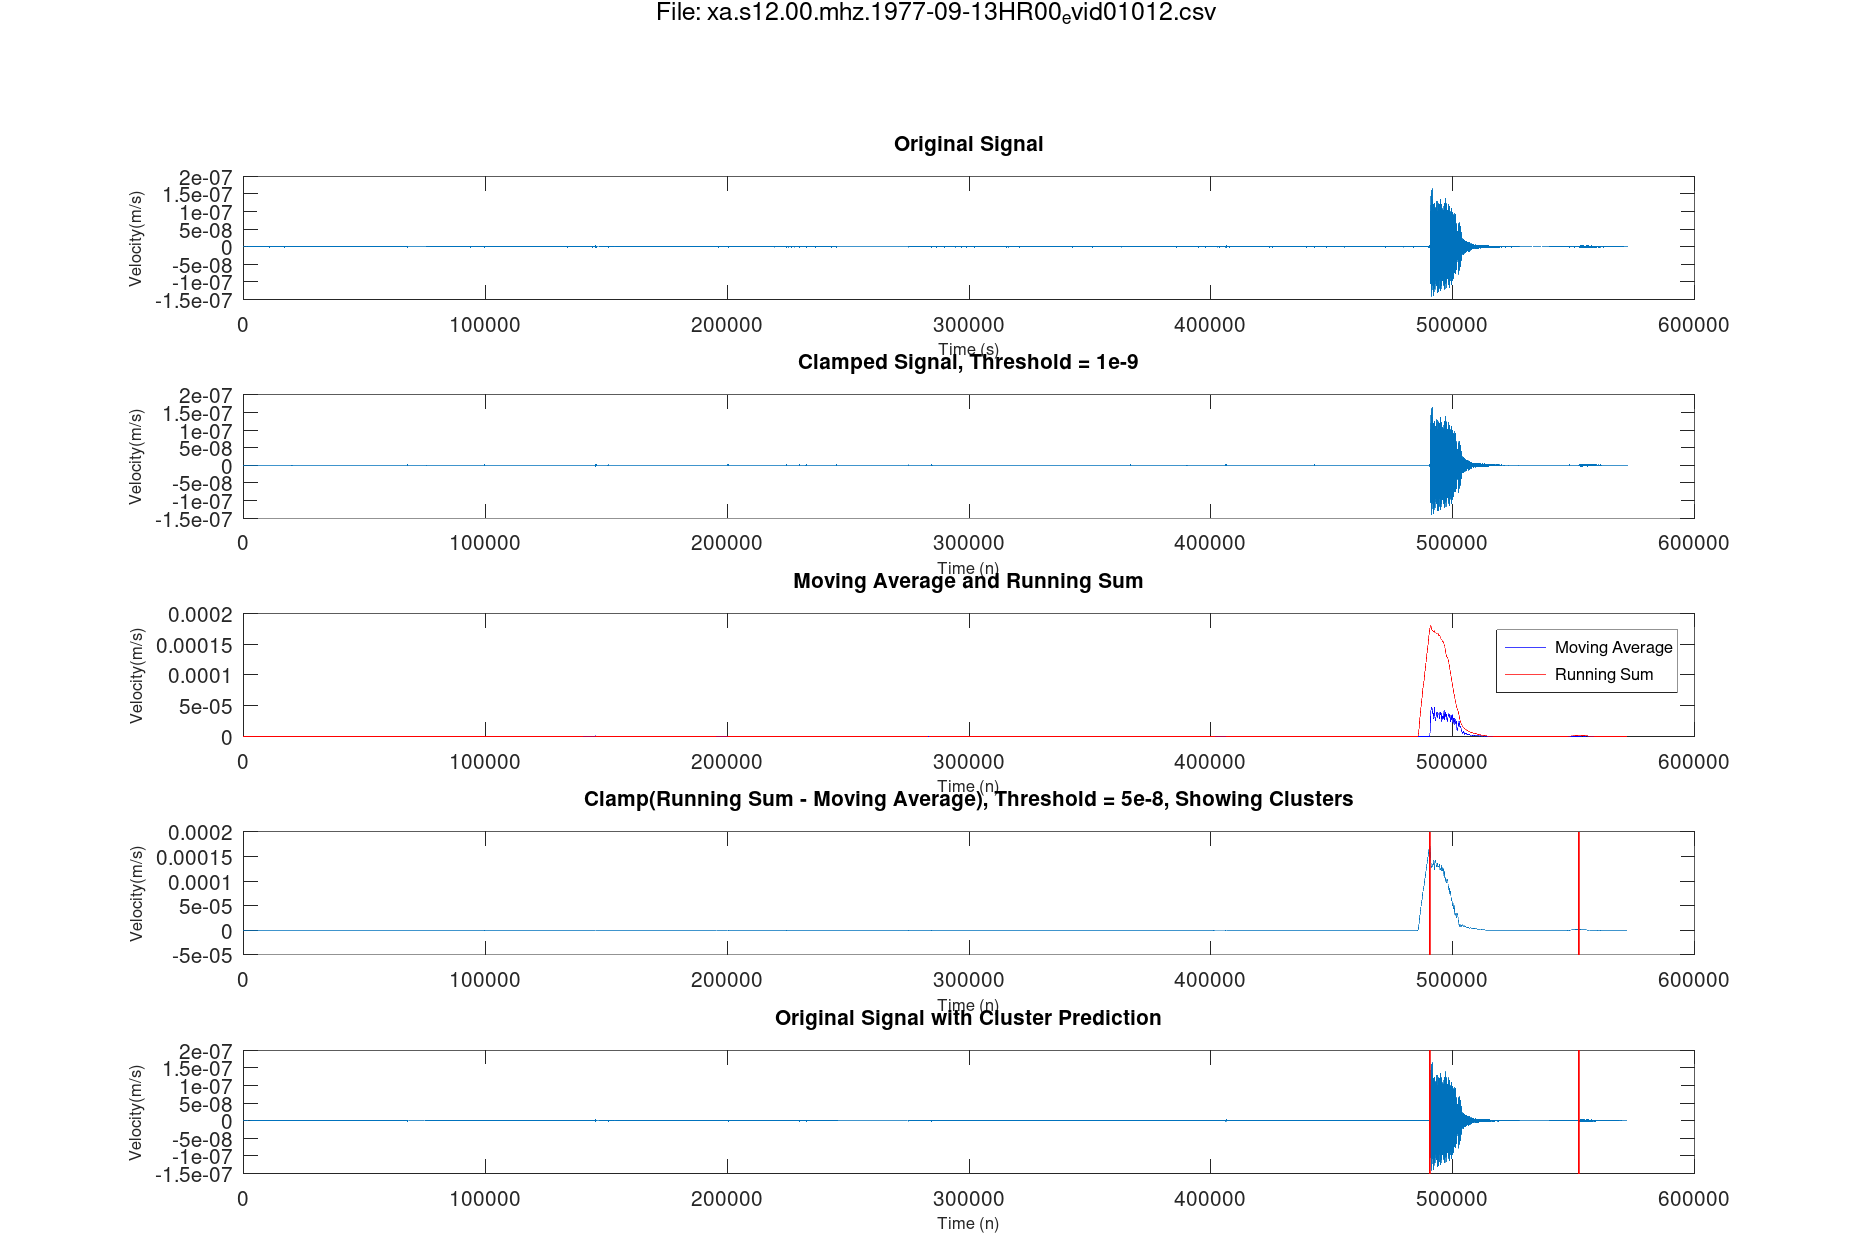 File: xa.s12.00.mhz.1977-09-13HR00ₑvid01012.csv
Original Signal
Velocity(m/s)
2e-07
1.5e-07
1e-07
5e-08
0
-5e-08
-1e-07
-1.5e-07
0 100000 200000 300000 400000 500000 600000
Time (s)
Clamped Signal, Threshold = 1e-9
Velocity(m/s)
2e-07
1.5e-07
1e-07
5e-08
0
-5e-08
-1e-07
-1.5e-07
0 100000 200000 300000 400000 500000 600000
Time (n)
Moving Average and Running Sum
Velocity(m/s)
0.0002
0.00015
0.0001
5e-05
0
Moving Average
Running Sum
0 100000 200000 300000 400000 500000 600000
Time (n)
Clamp(Running Sum - Moving Average), Threshold = 5e-8, Showing Clusters
Velocity(m/s)
0.0002
0.00015
0.0001
5e-05
0
-5e-05
0 100000 200000 300000 400000 500000 600000
Time (n)
Original Signal with Cluster Prediction
Velocity(m/s)
2e-07
1.5e-07
1e-07
5e-08
0
-5e-08
-1e-07
-1.5e-07
0 100000 200000 300000 400000 500000 600000
Time (n)